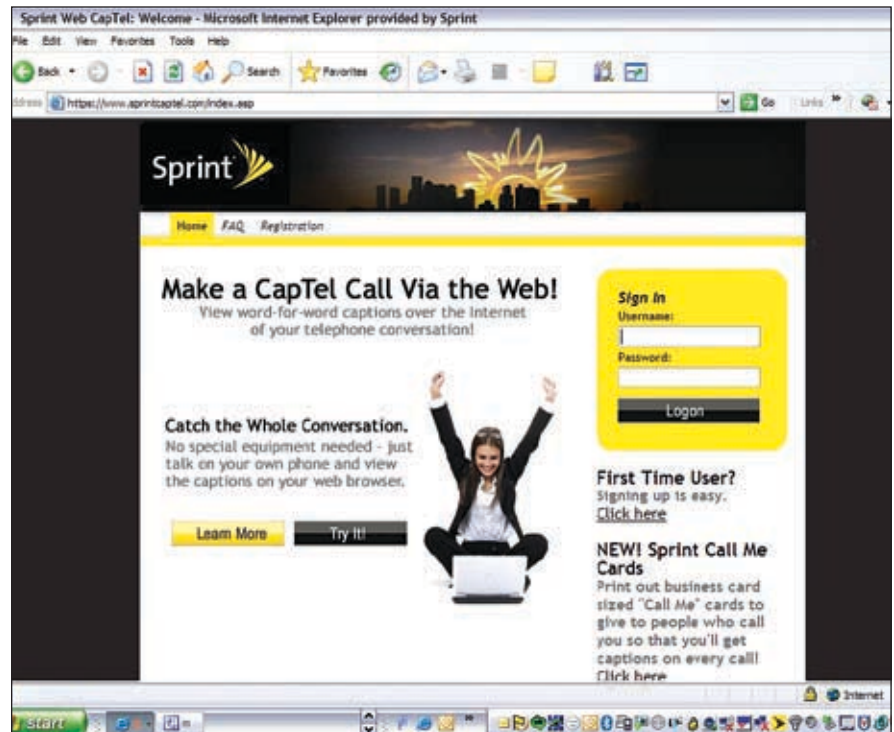 Sprint Web CapTel: Welcome - Microsoft Internet Explorer provided by Sprint
File Edit View Favorites Tools Help
Back Search Favorites
https://www.sprintcaptel.com/index.asp Go Links
Sprint
Home FAQ Registration
Make a CapTel Call Via the Web!
View word-for-word captions over the Internet
of your telephone conversation!
Catch the Whole Conversation.
No special equipment needed - just
talk on your own phone and view
the captions on your web browser.
Learn More Try It!
Sign In
Username:
Password:
Logon
First Time User?
Signing up is easy.
Click here
NEW! Sprint Call Me
Cards
Print out business card
sized "Call Me" cards to
give to people who call
you so that you'll get
captions on every call!
Click here
Internet
start